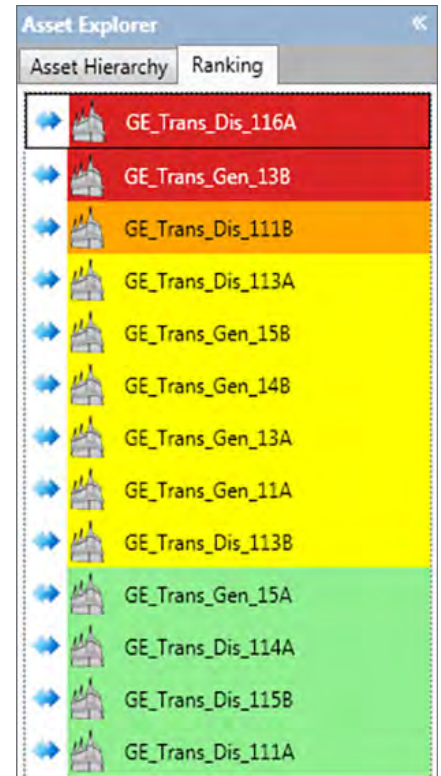 Asset Explorer
Asset Hierarchy Ranking
GE_Trans_Dis_116A
GE_Trans_Gen_13B
GE_Trans_Dis_111B
GE_Trans_Dis_113A
GE_Trans_Gen_15B
GE_Trans_Gen_14B
GE_Trans_Gen_13A
GE_Trans_Gen_11A
GE_Trans_Dis_113B
GE_Trans_Gen_15A
GE_Trans_Dis_114A
GE_Trans_Dis_115B
GE_Trans_Dis_111A